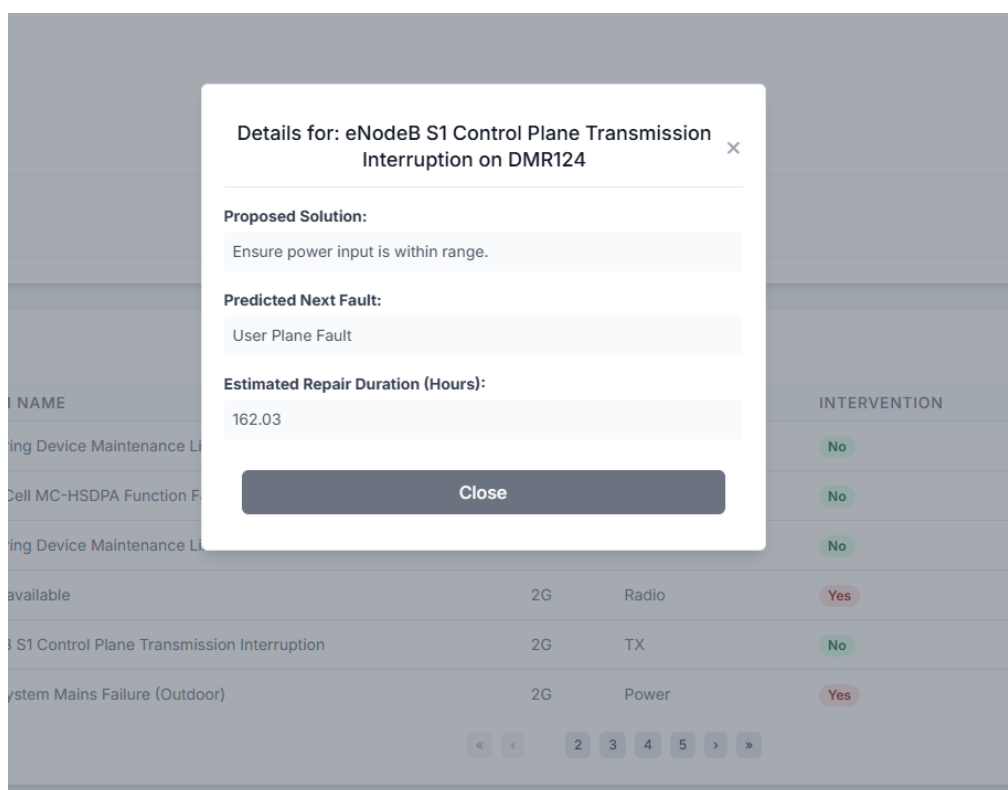 Details for: eNodeB S1 Control Plane Transmission
Interruption on DMR124
×
Proposed Solution:
Ensure power input is within range.
Predicted Next Fault:
User Plane Fault
Estimated Repair Duration (Hours):
162.03
Close
NAME INTERVENTION
ring Device Maintenance Li No
Cell MC-HSDPA Function F No
ring Device Maintenance Li No
available 2G Radio Yes
S1 Control Plane Transmission Interruption 2G TX No
ystem Mains Failure (Outdoor) 2G Power Yes
« ‹ 2 3 4 5 › »